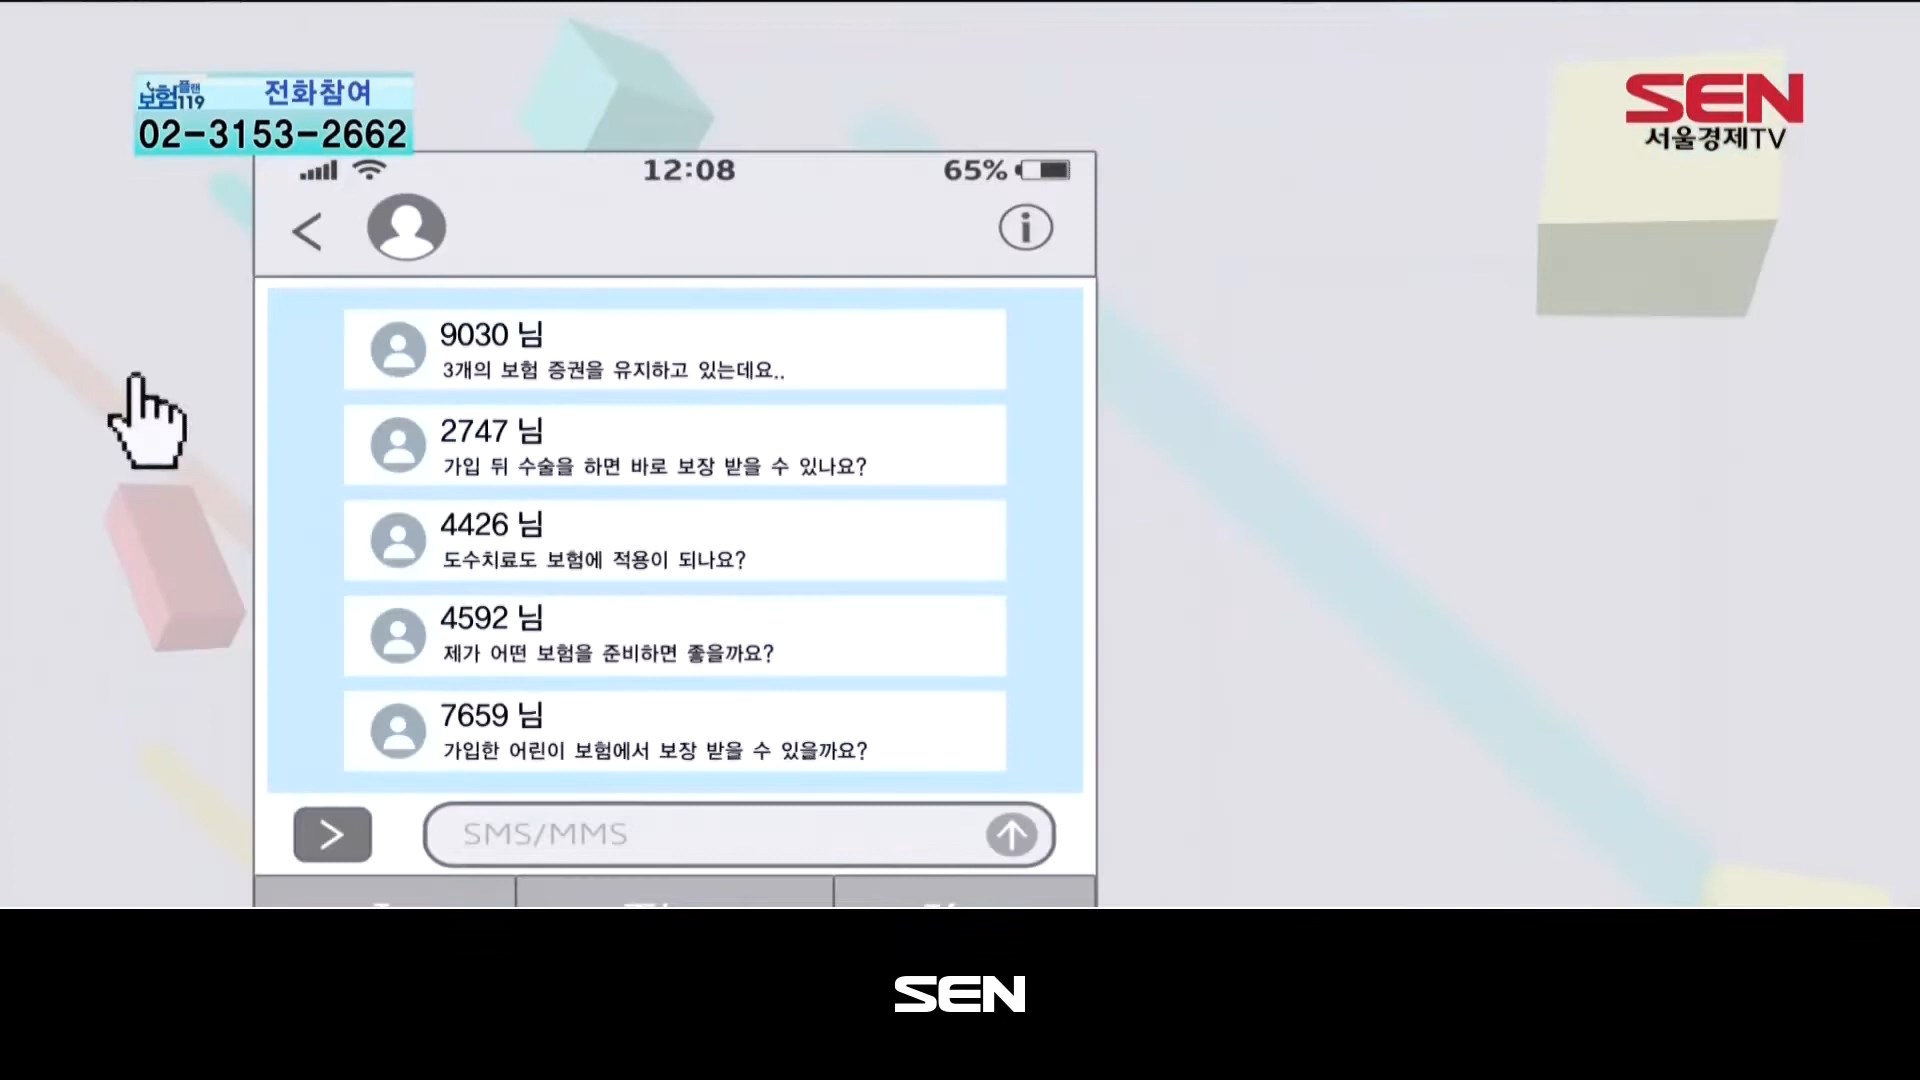 보험플랜119 전화참여
02-3153-2662
SEN
서울경제TV
12:08
65%
9030 님
3개의 보험 증권을 유지하고 있는데요..
2747 님
가입 뒤 수술을 하면 바로 보장 받을 수 있나요?
4426 님
도수치료도 보험에 적용이 되나요?
4592 님
제가 어떤 보험을 준비하면 좋을까요?
7659 님
가입한 어린이 보험에서 보장 받을 수 있을까요?
SMS/MMS
SEN